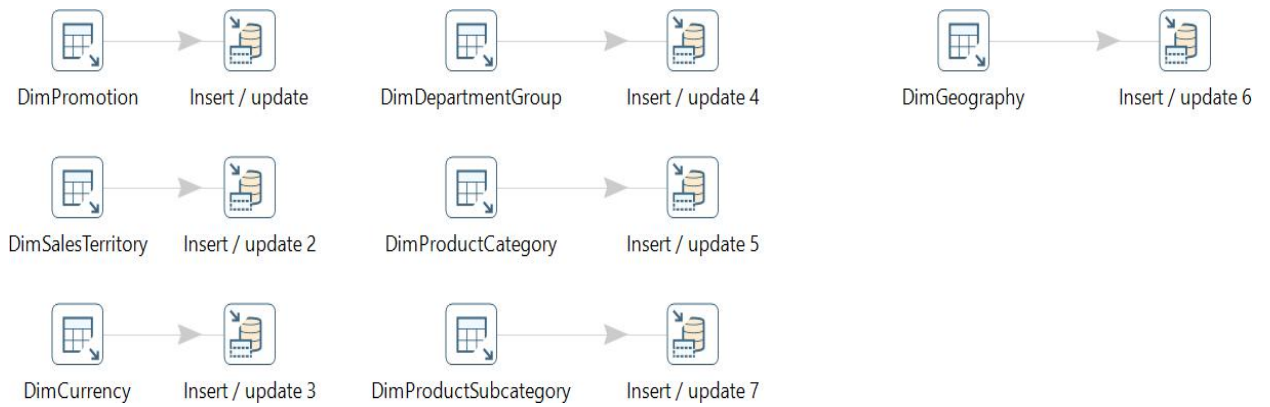 DimPromotion
Insert / update
DimDepartmentGroup
Insert / update 4
DimGeography
Insert / update 6
DimSalesTerritory
Insert / update 2
DimProductCategory
Insert / update 5
DimCurrency
Insert / update 3
DimProductSubcategory
Insert / update 7